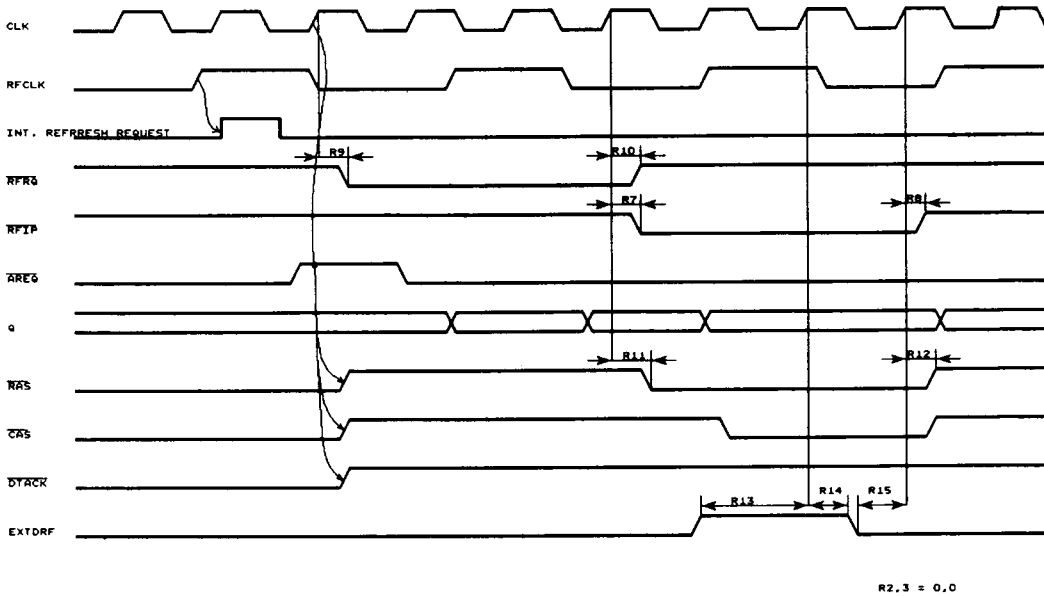 CLK
RFCLK
INT. REFRRESH REQUEST
R9
R10
RFRQ
R7
R8
RFIP
AREQ
Q
R11
R12
RAS
CAS
DTACK
R13
R14
R15
EXTDRF
R2,3 = 0,0